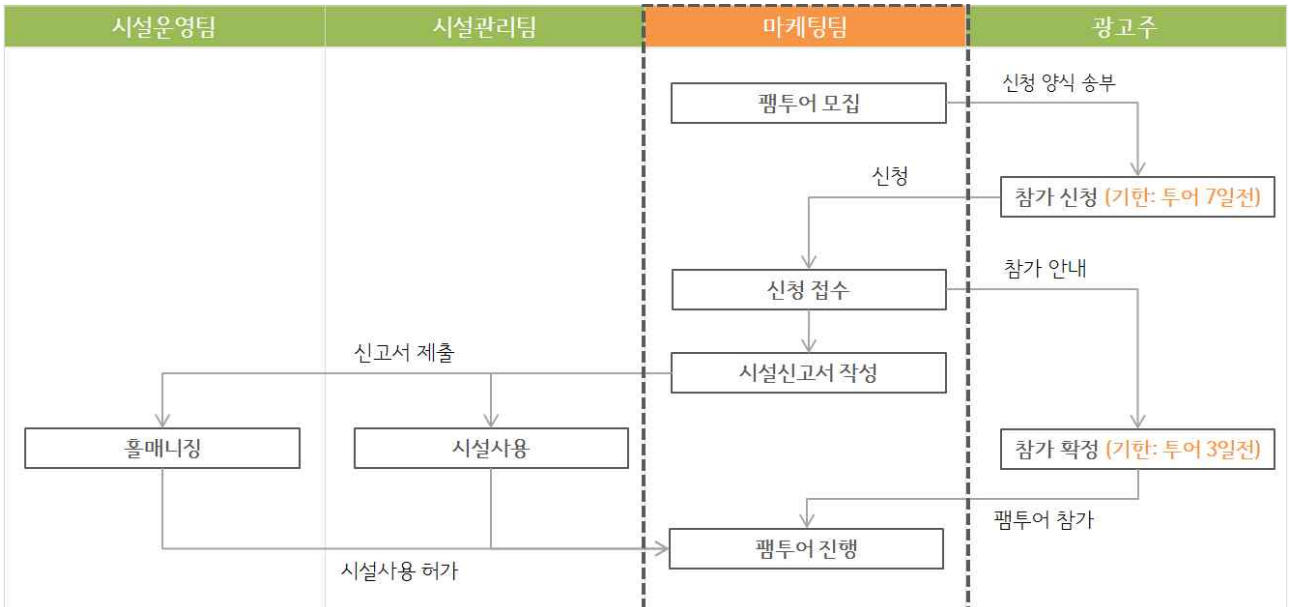 시설운영팀
시설관리팀
마케팅팀
광고주
팸투어 모집
신청 양식 송부
신청
참가 신청 (기한: 투어 7일전)
신청 접수
참가 안내
신고서 제출
시설신고서 작성
홀매니징
시설사용
참가 확정 (기한: 투어 3일전)
팸투어 참가
팸투어 진행
시설사용 허가